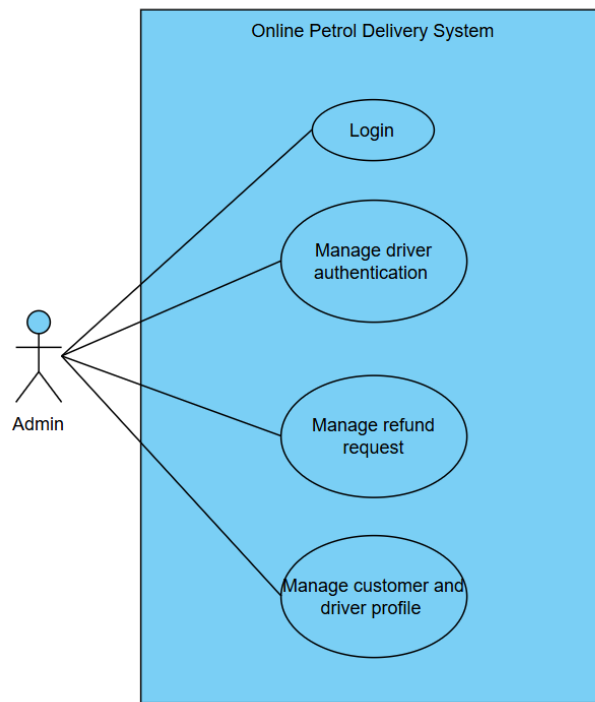 Online Petrol Delivery System
Login
Manage driver
authentication
Admin
Manage refund
request
Manage customer and
driver profile